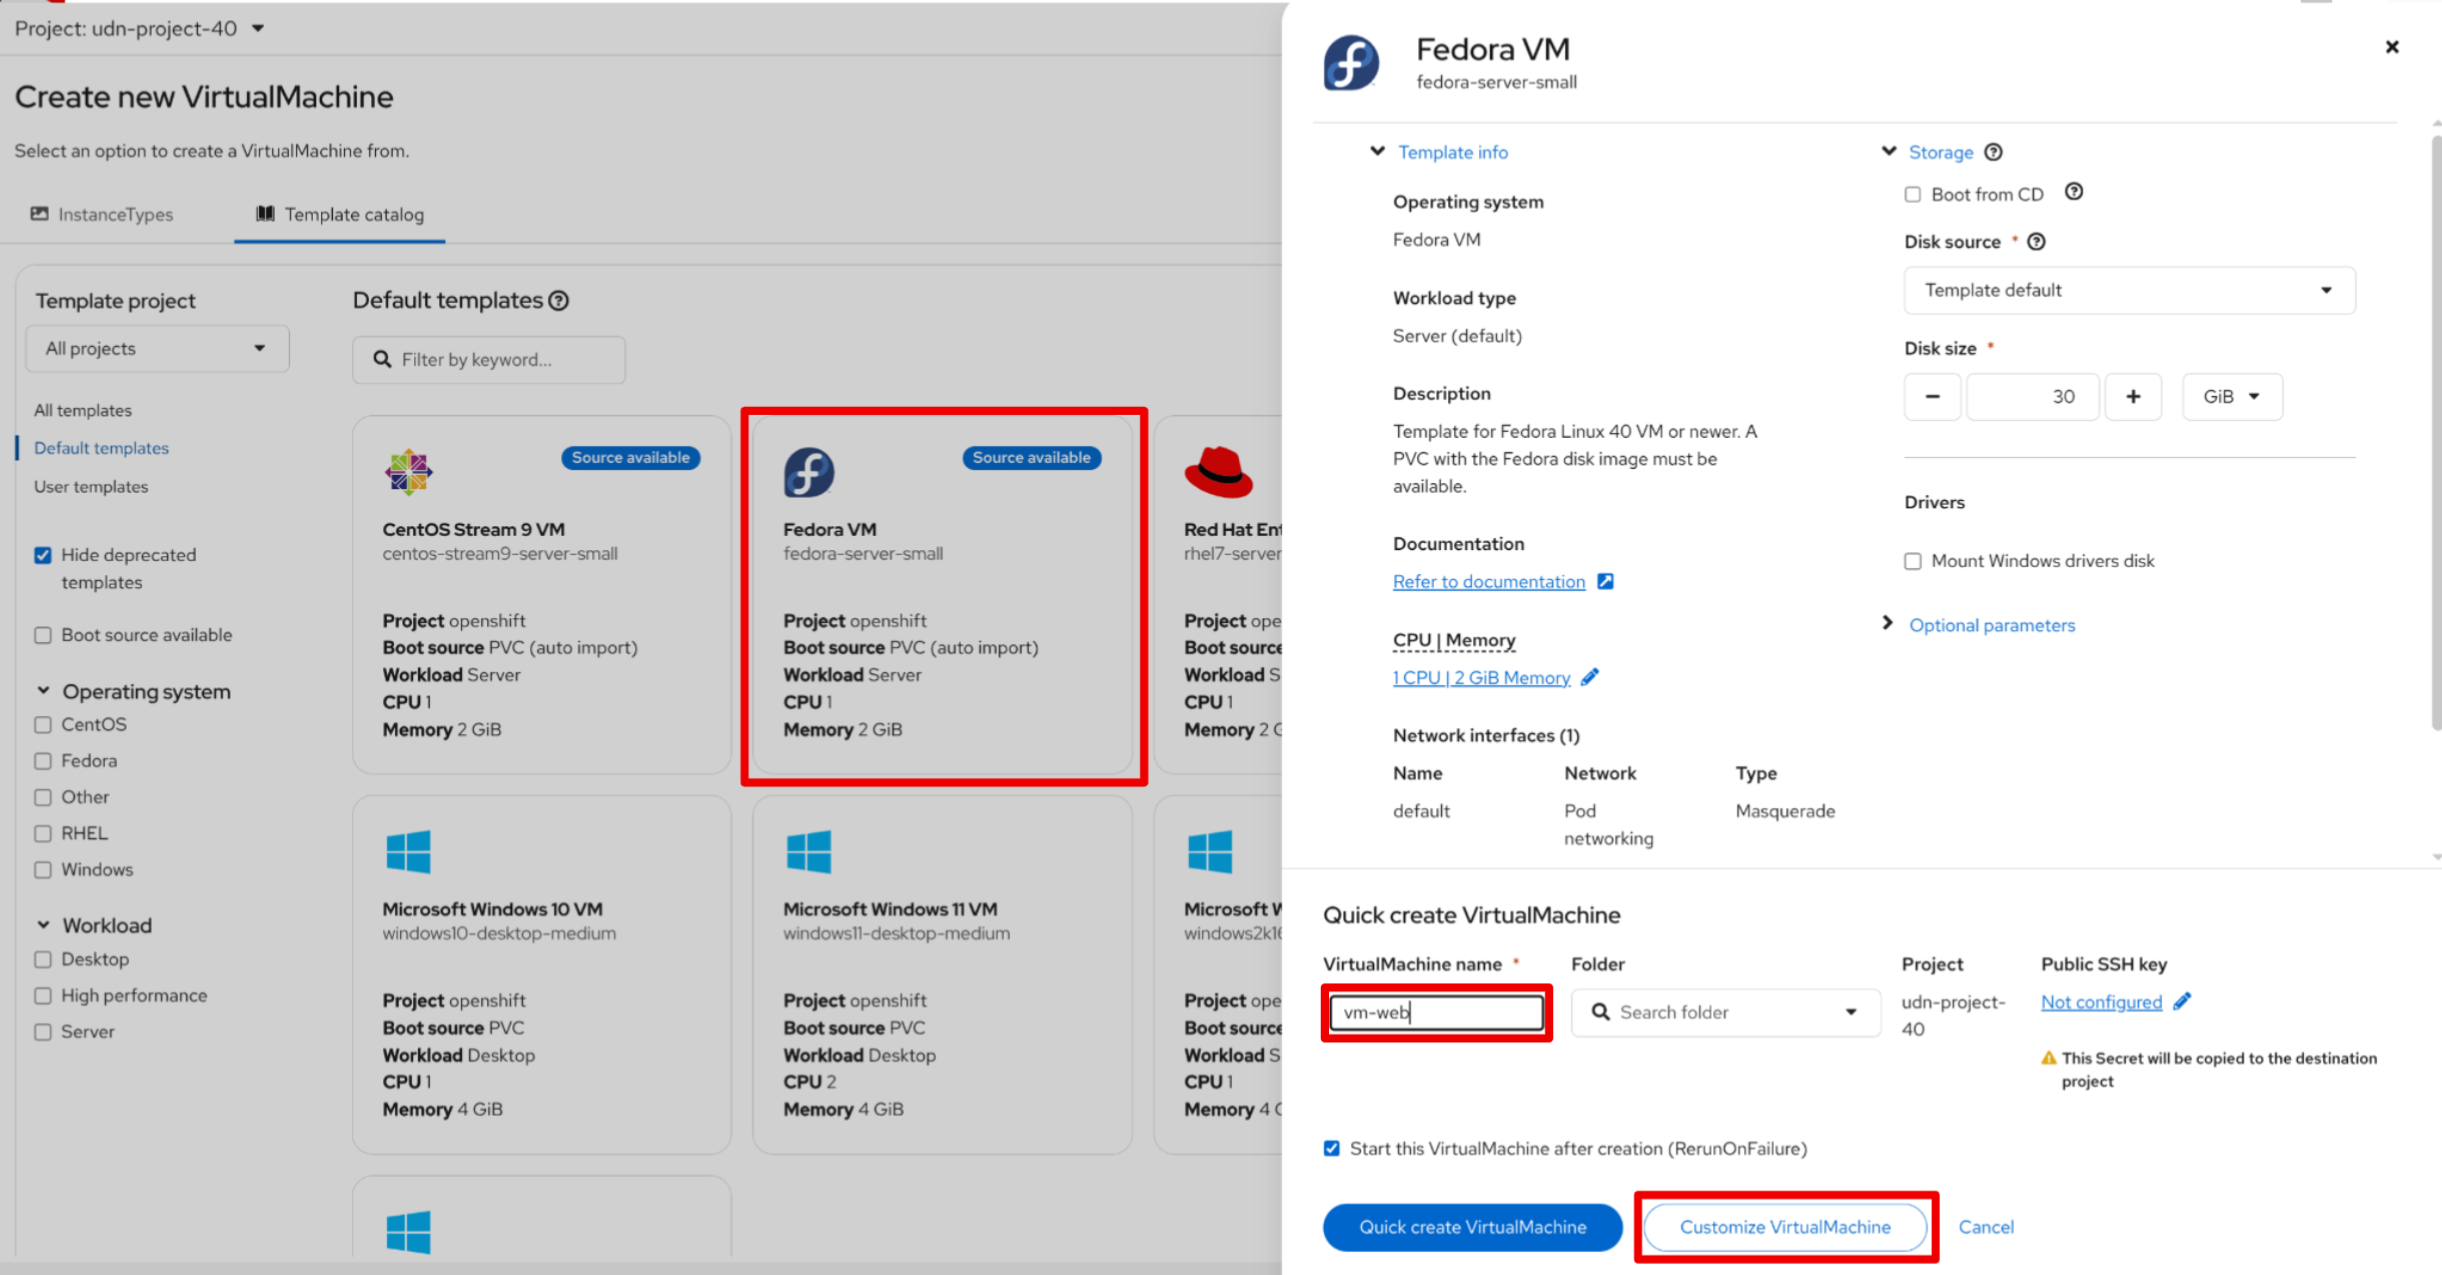 Project: udn-project-40
Create new VirtualMachine
Select an option to create a VirtualMachine from.
InstanceTypes
Template catalog
Template project
All projects
All templates
Default templates
User templates
Hide deprecated
templates
Boot source available
Operating system
CentOS
Fedora
Other
RHEL
Windows
Workload
Desktop
High performance
Server
Default templates
Filter by keyword...
Source available
CentOS Stream 9 VM
centos-stream9-server-small
Project openshift
Boot source PVC (auto import)
Workload Server
CPU 1
Memory 2 GiB
Source available
Fedora VM
fedora-server-small
Project openshift
Boot source PVC (auto import)
Workload Server
CPU 1
Memory 2 GiB
Red Hat Ent
rhel7-server
Project ope
Boot source
Workload S
CPU 1
Memory 2 G
Microsoft Windows 10 VM
windows10-desktop-medium
Project openshift
Boot source PVC
Workload Desktop
CPU 1
Memory 4 GiB
Microsoft Windows 11 VM
windows11-desktop-medium
Project openshift
Boot source PVC
Workload Desktop
CPU 2
Memory 4 GiB
Microsoft W
windows2k16
Project ope
Boot source
Workload S
CPU 1
Memory 4 G
Fedora VM
fedora-server-small
Template info
Operating system
Fedora VM
Workload type
Server (default)
Description
Template for Fedora Linux 40 VM or newer. A
PVC with the Fedora disk image must be
available.
Documentation
Refer to documentation
CPU | Memory
1 CPU | 2 GiB Memory
Network interfaces (1)
Name Network Type
default Pod networking Masquerade
Storage
Boot from CD
Disk source *
Template default
Disk size *
30 GiB
Drivers
Mount Windows drivers disk
Optional parameters
Quick create VirtualMachine
VirtualMachine name *
vm-web
Folder
Search folder
Project
udn-project-
40
Public SSH key
Not configured
This Secret will be copied to the destination
project
Start this VirtualMachine after creation (RerunOnFailure)
Quick create VirtualMachine
Customize VirtualMachine
Cancel